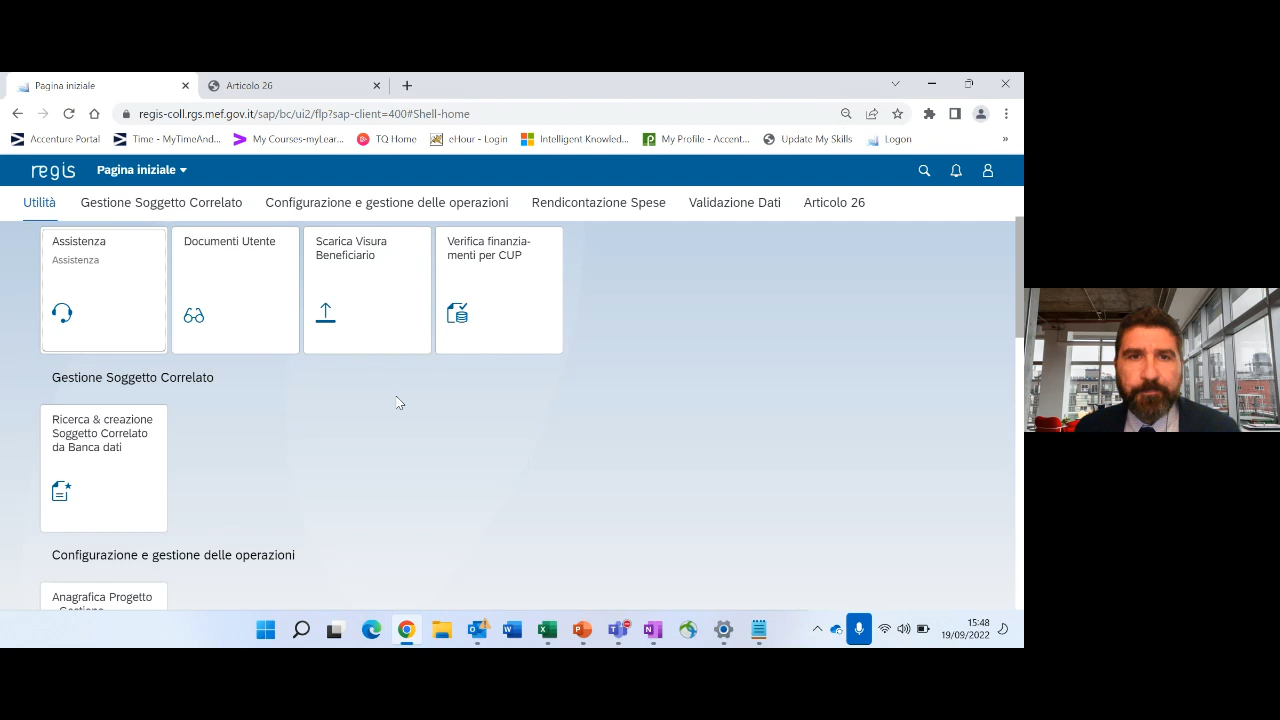 Pagina iniziale
Articolo 26
regis-coll.rgs.mef.gov.it/sap/bc/ui2/flp?sap-client=400#Shell-home
Accenture Portal
Time - MyTimeAnd...
My Courses-myLear...
TQ Home
eHour - Login
Intelligent Knowled...
My Profile - Accent...
Update My Skills
Logon
»
regis
Pagina iniziale
Utilità
Gestione Soggetto Correlato
Configurazione e gestione delle operazioni
Rendicontazione Spese
Validazione Dati
Articolo 26
Assistenza
Assistenza
Documenti Utente
Scarica Visura
Beneficiario
Verifica finanzia-
menti per CUP
Gestione Soggetto Correlato
Ricerca & creazione
Soggetto Correlato
da Banca dati
Configurazione e gestione delle operazioni
Anagrafica Progetto
- Gestione
15:48
19/09/2022